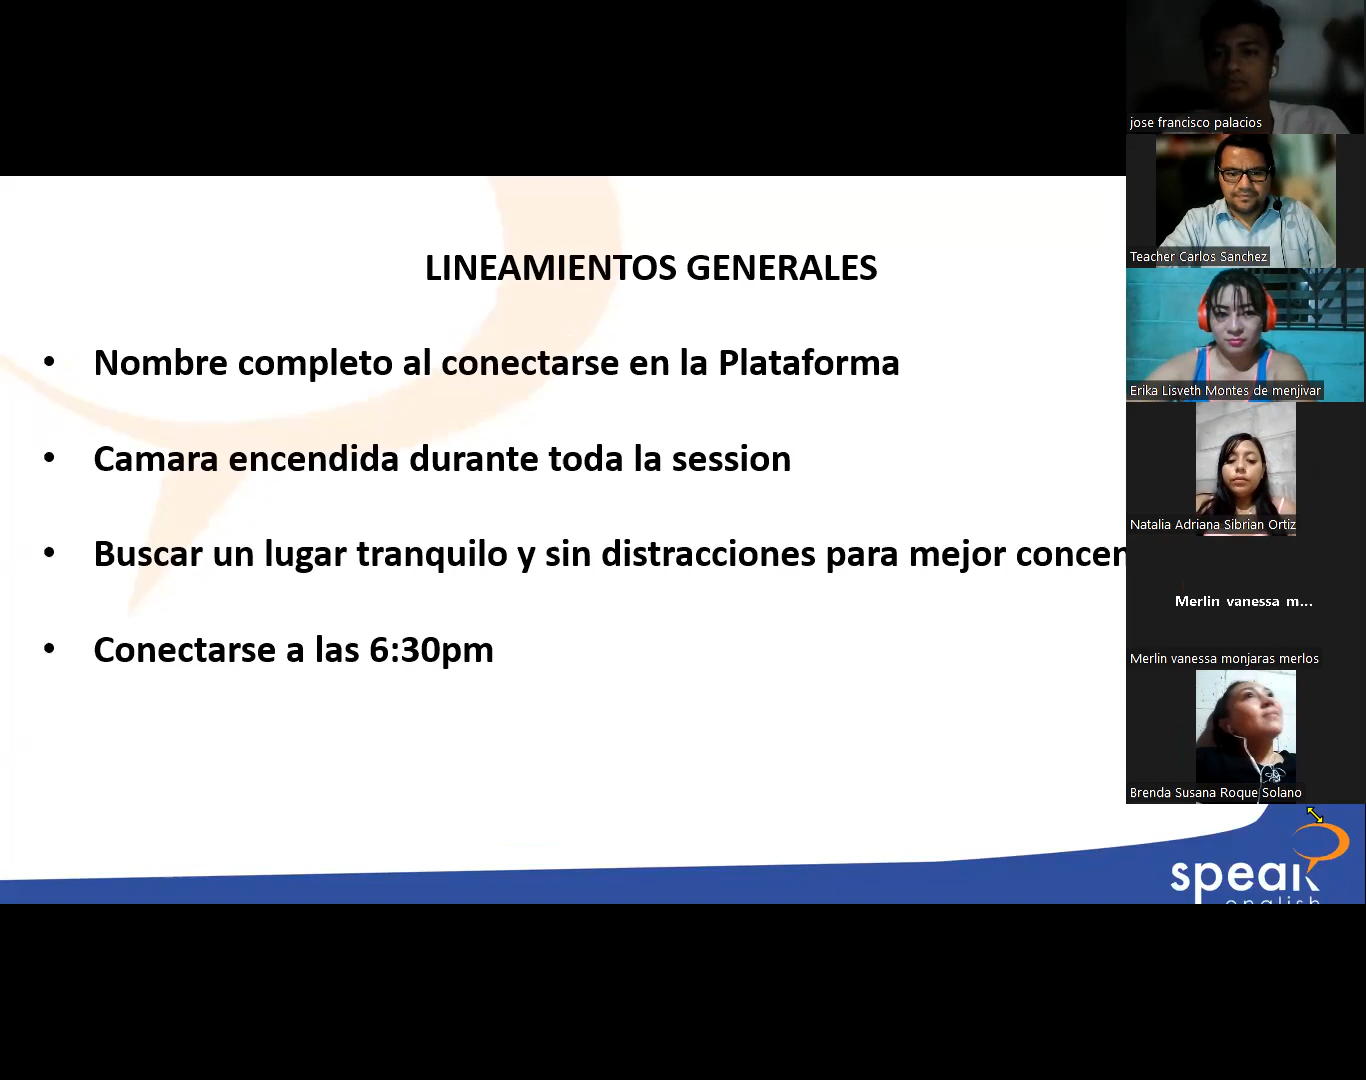 LINEAMIENTOS GENERALES
• Nombre completo al conectarse en la Plataforma
• Camara encendida durante toda la session
• Buscar un lugar tranquilo y sin distracciones para mejor
• Conectarse a las 6:30pm
jose francisco palacios
Teacher Carlos Sanchez
Erika Lisveth Montes de menjivar
Natalia Adriana Sibrian Ortiz
Merlin vanessa m...
Merlin vanessa monjaras merlos
Brenda Susana Roque Solano
speak
english